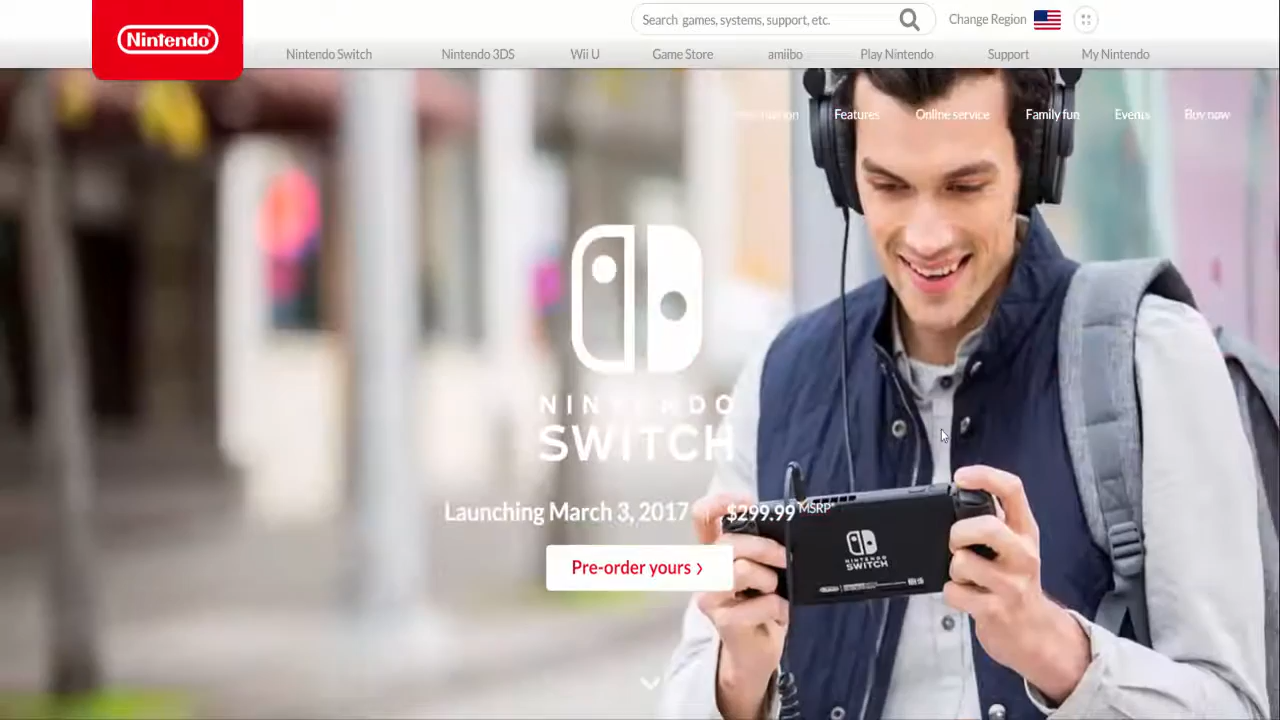 Nintendo
Search games, systems, support, etc.
Change Region
Nintendo Switch
Nintendo 3DS
Wii U
Game Store
amiibo
Play Nintendo
Support
My Nintendo
Features
Online service
Family fun
Events
Buy now
NINTENDO
SWITCH
Launching March 3, 2017
$299.99 MSRP*
Pre-order yours ›
NINTENDO
SWITCH